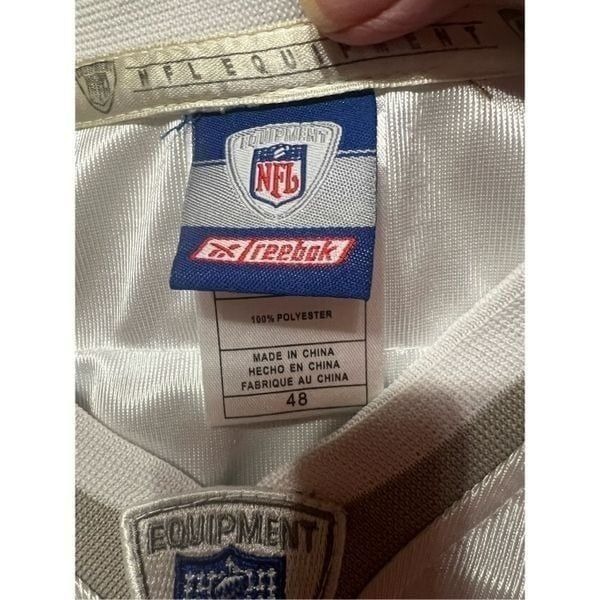 NFL EQUIPMENT
EQUIPMENT
NFL
Reebok
100% POLYESTER
MADE IN CHINA
HECHO EN CHINA
FABRIQUE AU CHINA
48
EQUIPMENT